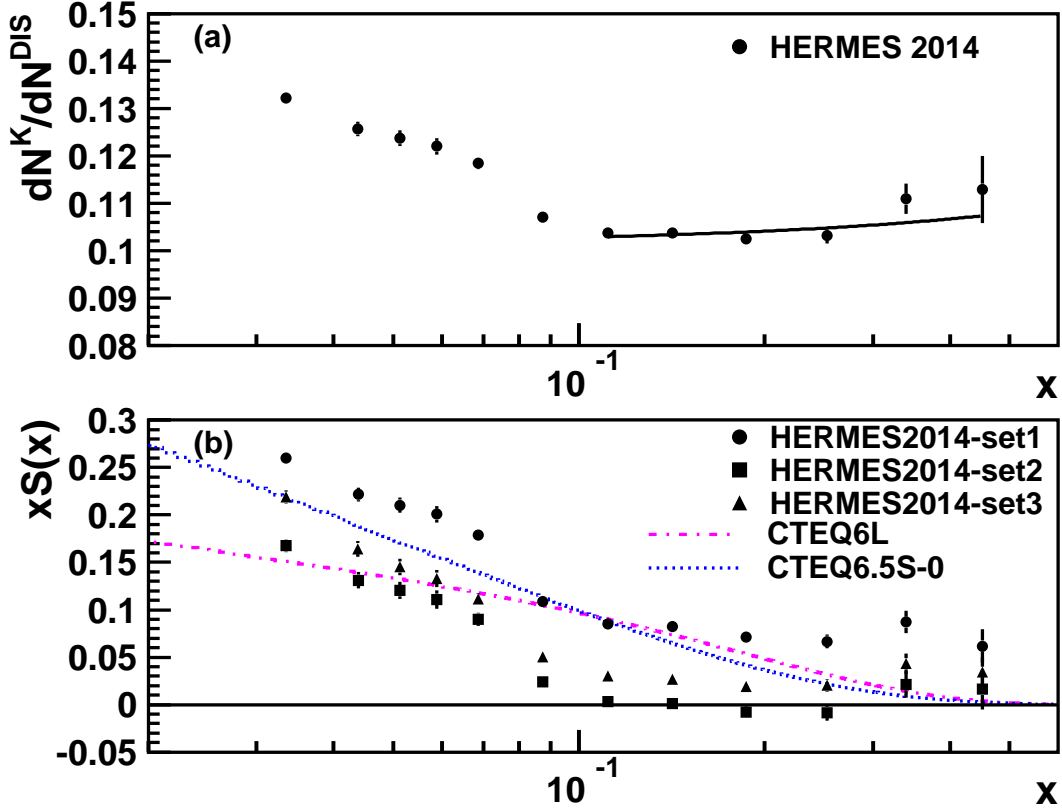 (a)
HERMES 2014
dN^K/dN^DIS
0.15
0.14
0.13
0.12
0.11
0.1
0.09
0.08
10^-1
x
(b)
HERMES2014-set1
HERMES2014-set2
HERMES2014-set3
CTEQ6L
CTEQ6.5S-0
xS(x)
0.3
0.25
0.2
0.15
0.1
0.05
0
-0.05
10^-1
x